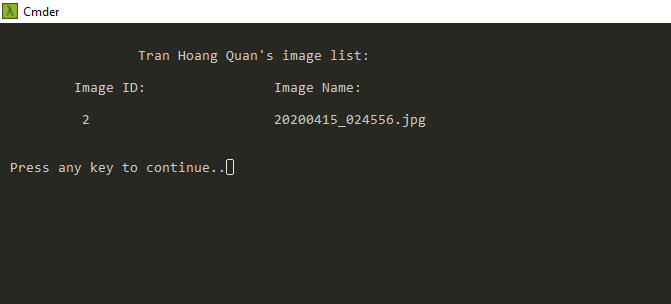 Cmder
Tran Hoang Quan's image list:
Image ID: Image Name:
2 20200415_024556.jpg
Press any key to continue..